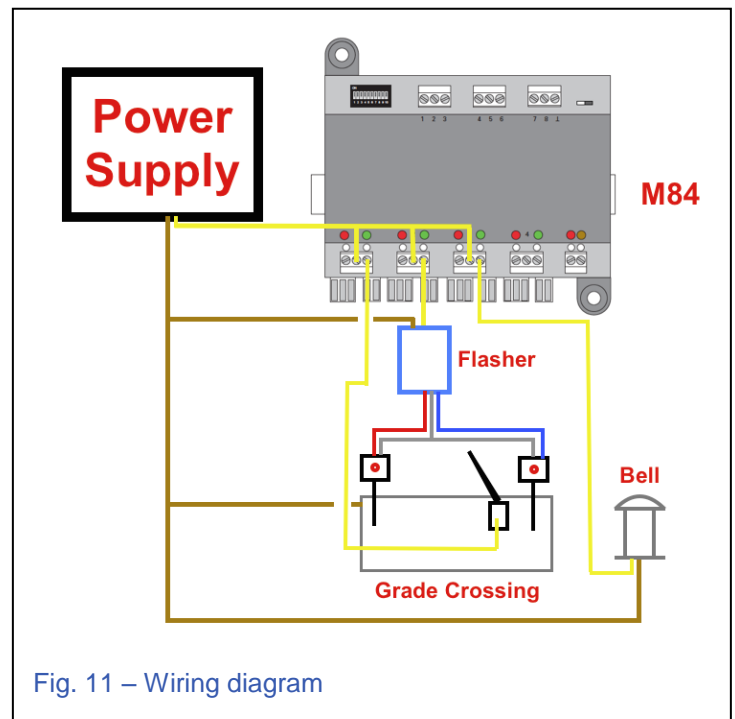 Power
Supply
M84
1 2 3
4 5 6
7 8 ⊥
4
Flasher
Bell
Grade Crossing
Fig. 11 – Wiring diagram